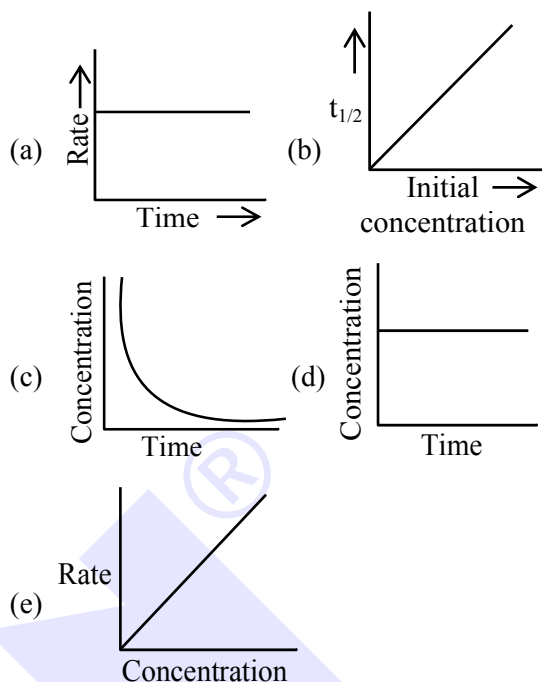 (a)
Rate
Time
(b)
t1/2
Initial
concentration
(c)
Concentration
Time
(d)
Concentration
Time
(e)
Rate
Concentration
®